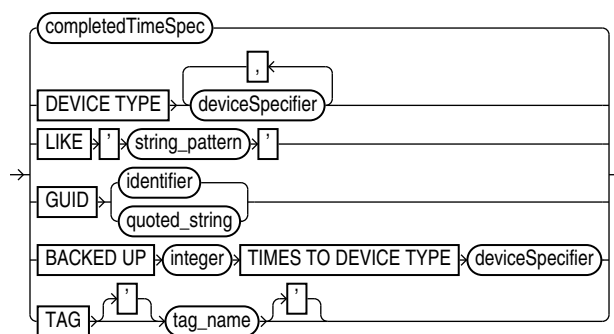 completedTimeSpec
,
DEVICE TYPE deviceSpecifier
LIKE ' string_pattern '
identifier
GUID
quoted_string
BACKED UP integer TIMES TO DEVICE TYPE deviceSpecifier
' '
TAG tag_name